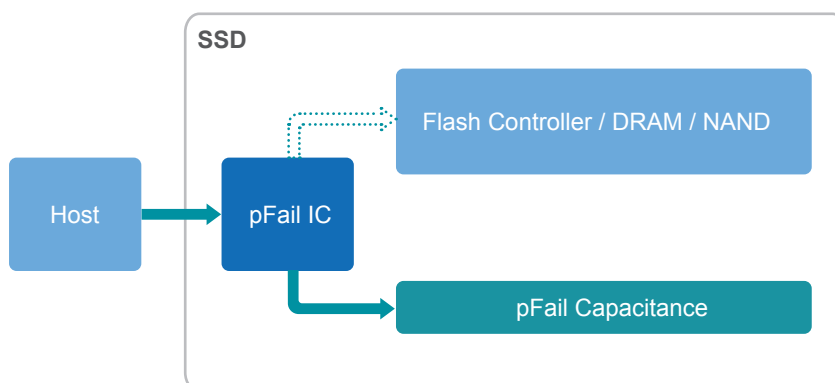 SSD
Flash Controller / DRAM / NAND
Host
pFail IC
pFail Capacitance